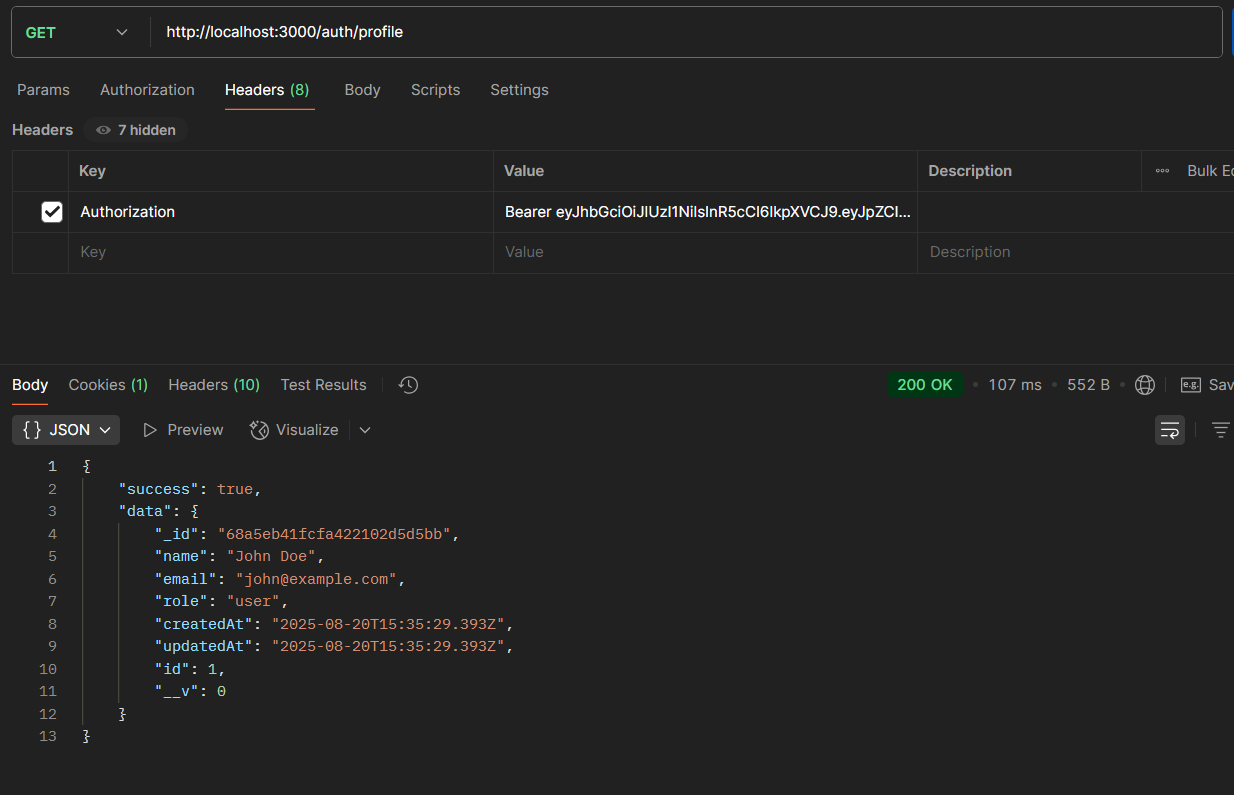 GET http://localhost:3000/auth/profile
Params Authorization Headers (8) Body Scripts Settings
Headers 7 hidden
Key Value Description Bulk Ed
Authorization Bearer eyJhbGciOiJIUzI1NiIsInR5cCI6IkpXVCJ9.eyJpZCI...
Key Value Description
Body Cookies (1) Headers (10) Test Results 200 OK • 107 ms • 552 B • e.g. Sav
{} JSON Preview Visualize
1 {
2 "success": true,
3 "data": {
4 "_id": "68a5eb41fcfa422102d5d5bb",
5 "name": "John Doe",
6 "email": "john@example.com",
7 "role": "user",
8 "createdAt": "2025-08-20T15:35:29.393Z",
9 "updatedAt": "2025-08-20T15:35:29.393Z",
10 "id": 1,
11 "__v": 0
12 }
13 }